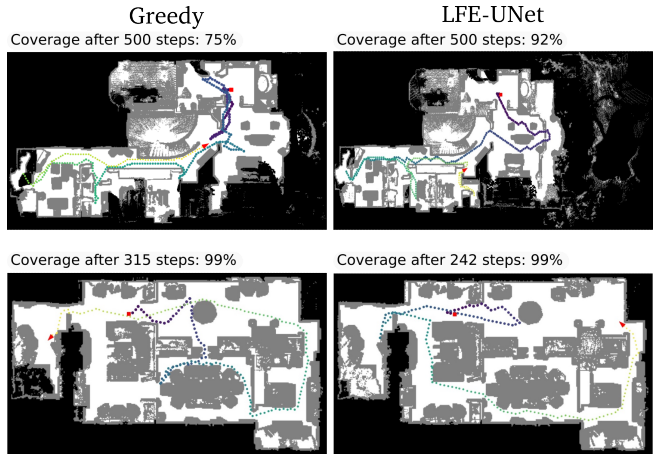 Greedy
LFE-UNet
Coverage after 500 steps: 75%
Coverage after 500 steps: 92%
Coverage after 315 steps: 99%
Coverage after 242 steps: 99%